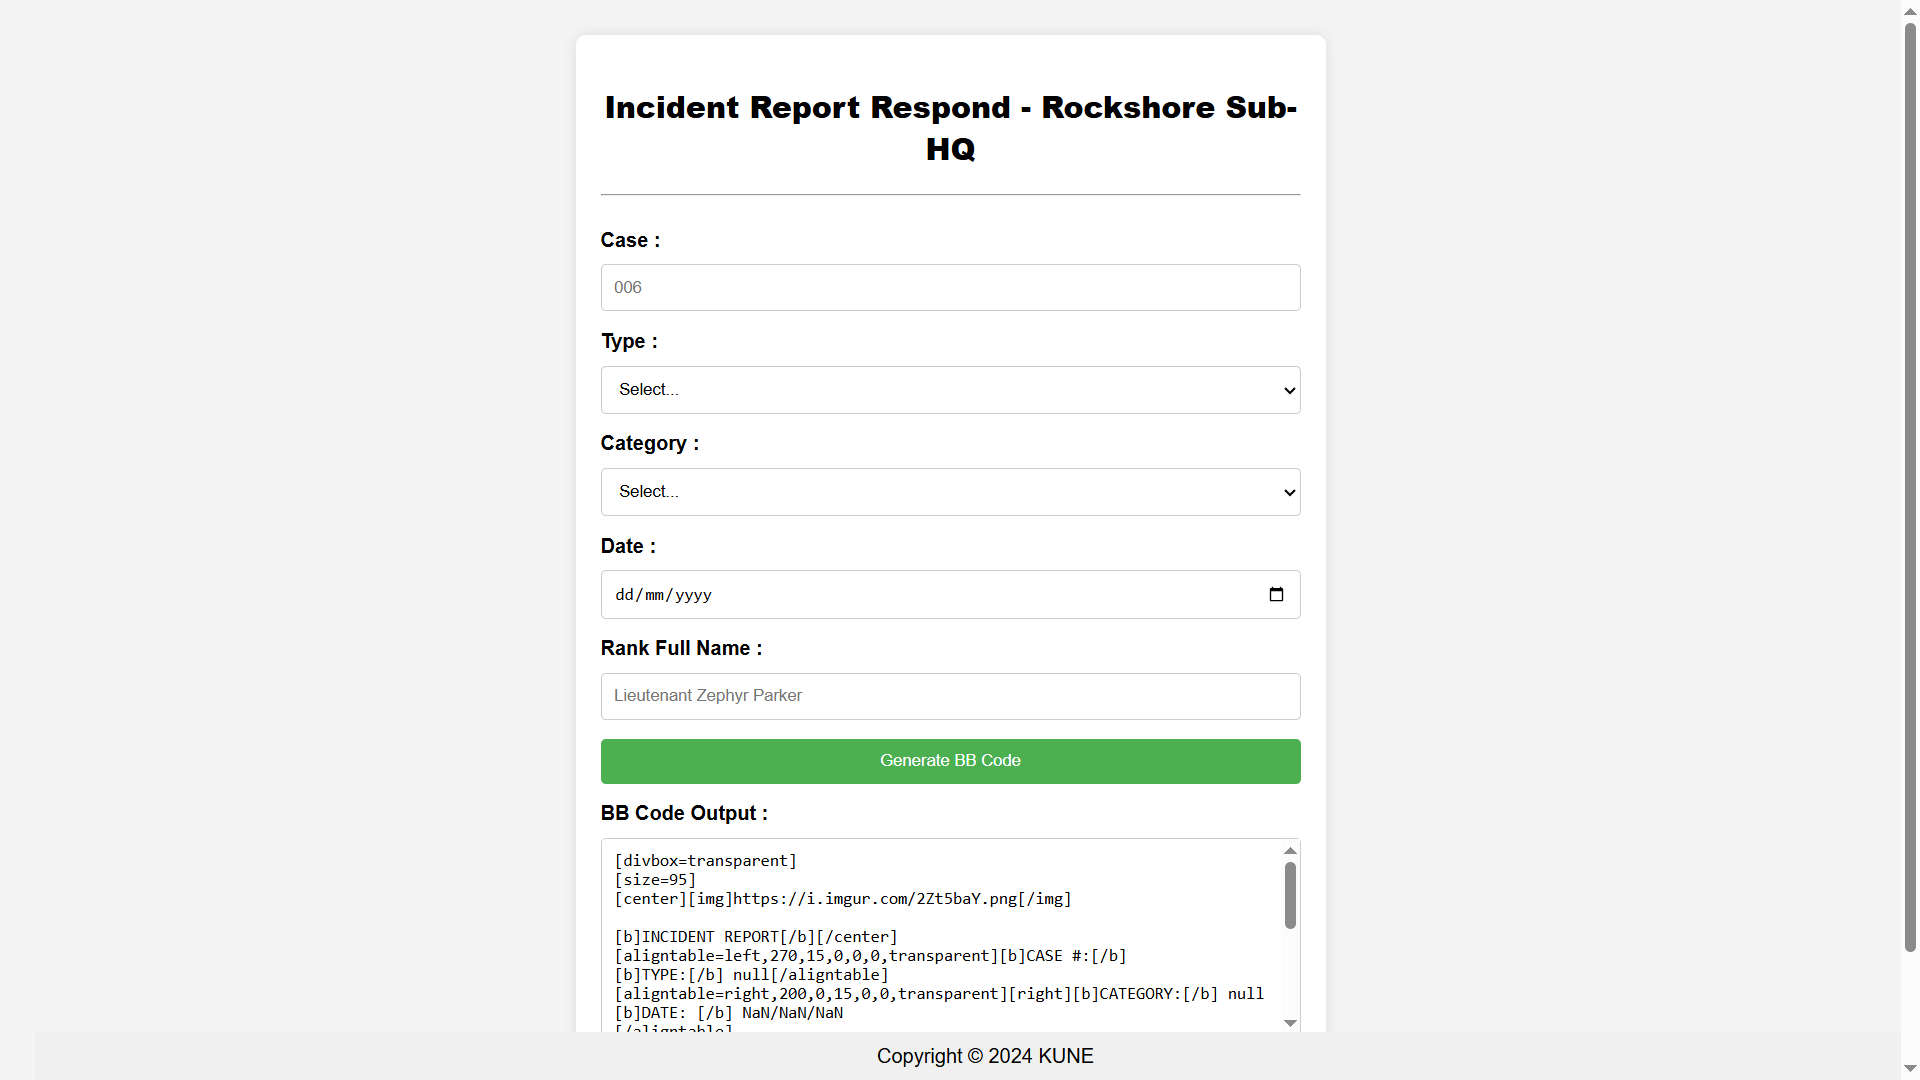 Incident Report Respond - Rockshore Sub-
HQ
Case :
006
Type :
Select...
Category :
Select...
Date :
dd/mm/yyyy
Rank Full Name :
Lieutenant Zephyr Parker
Generate BB Code
BB Code Output :
[divbox=transparent]
[size=95]
[center][img]https://i.imgur.com/2Zt5baY.png[/img]
[b]INCIDENT REPORT[/b][/center]
[aligntable=left,270,15,0,0,0,transparent][b]CASE #:[/b]
[b]TYPE:[/b] null[/aligntable]
[aligntable=right,200,0,15,0,0,transparent][right][b]CATEGORY:[/b] null
[b]DATE: [/b] NaN/NaN/NaN
[/aligntable]
Copyright © 2024 KUNE